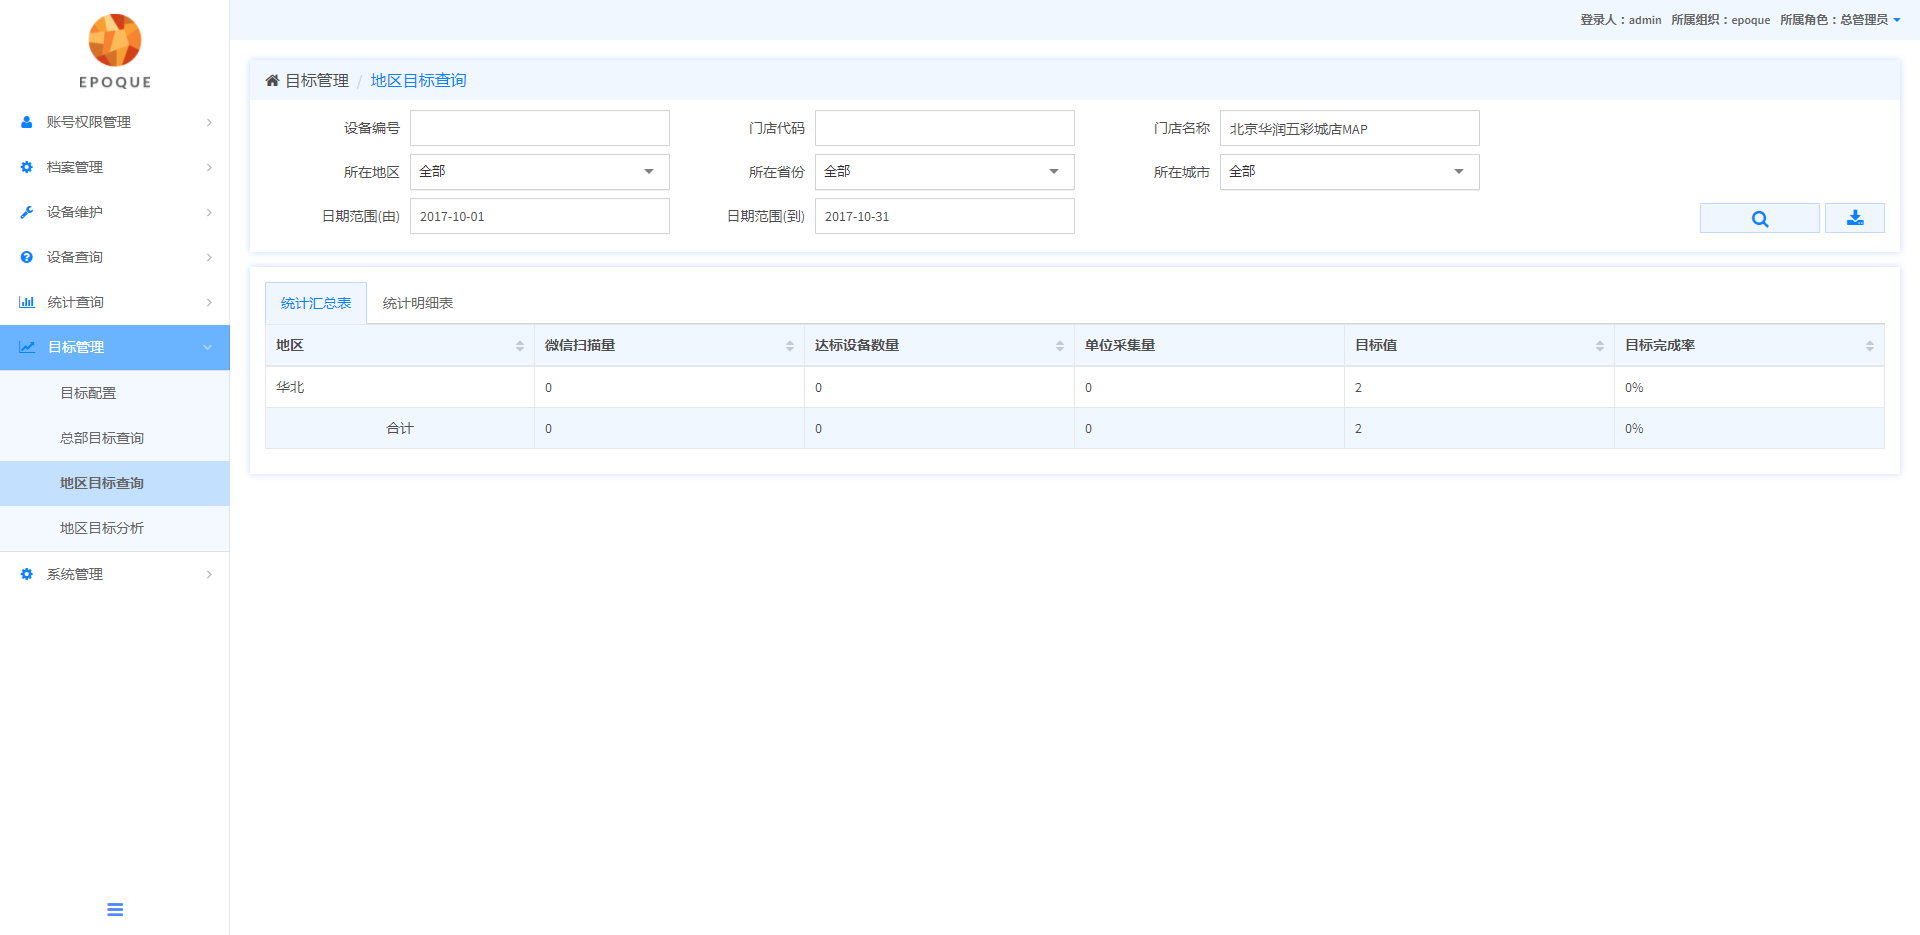 EPOQUE
登录人：admin 所属组织：epoque 所属角色：总管理员
账号权限管理
档案管理
设备维护
设备查询
统计查询
目标管理
目标配置
总部目标查询
地区目标查询
地区目标分析
系统管理
目标管理 / 地区目标查询
设备编号 门店代码 门店名称 北京华润五彩城店MAP
所在地区 全部 所在省份 全部 所在城市 全部
日期范围(由) 2017-10-01 日期范围(到) 2017-10-31
统计汇总表 统计明细表
地区 微信扫描量 达标设备数量 单位采集量 目标值 目标完成率
华北 0 0 0 2 0%
合计 0 0 0 2 0%